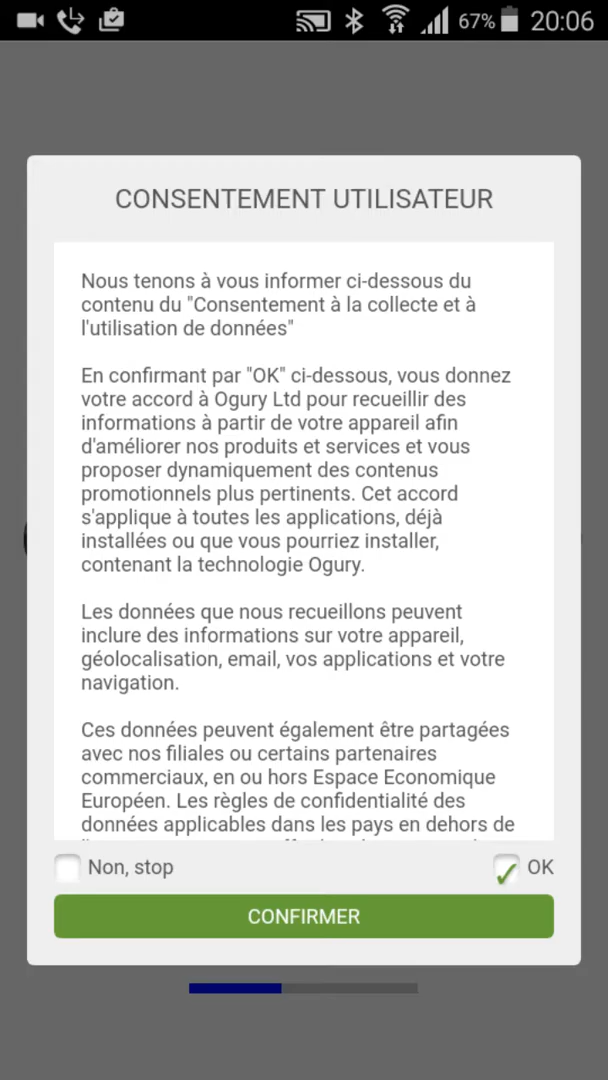 67% 20:06
CONSENTEMENT UTILISATEUR
Nous tenons à vous informer ci-dessous du
contenu du "Consentement à la collecte et à
l'utilisation de données"
En confirmant par "OK" ci-dessous, vous donnez
votre accord à Ogury Ltd pour recueillir des
informations à partir de votre appareil afin
d'améliorer nos produits et services et vous
proposer dynamiquement des contenus
promotionnels plus pertinents. Cet accord
s'applique à toutes les applications, déjà
installées ou que vous pourriez installer,
contenant la technologie Ogury.
Les données que nous recueillons peuvent
inclure des informations sur votre appareil,
géolocalisation, email, vos applications et votre
navigation.
Ces données peuvent également être partagées
avec nos filiales ou certains partenaires
commerciaux, en ou hors Espace Economique
Européen. Les règles de confidentialité des
données applicables dans les pays en dehors de
Non, stop OK
CONFIRMER